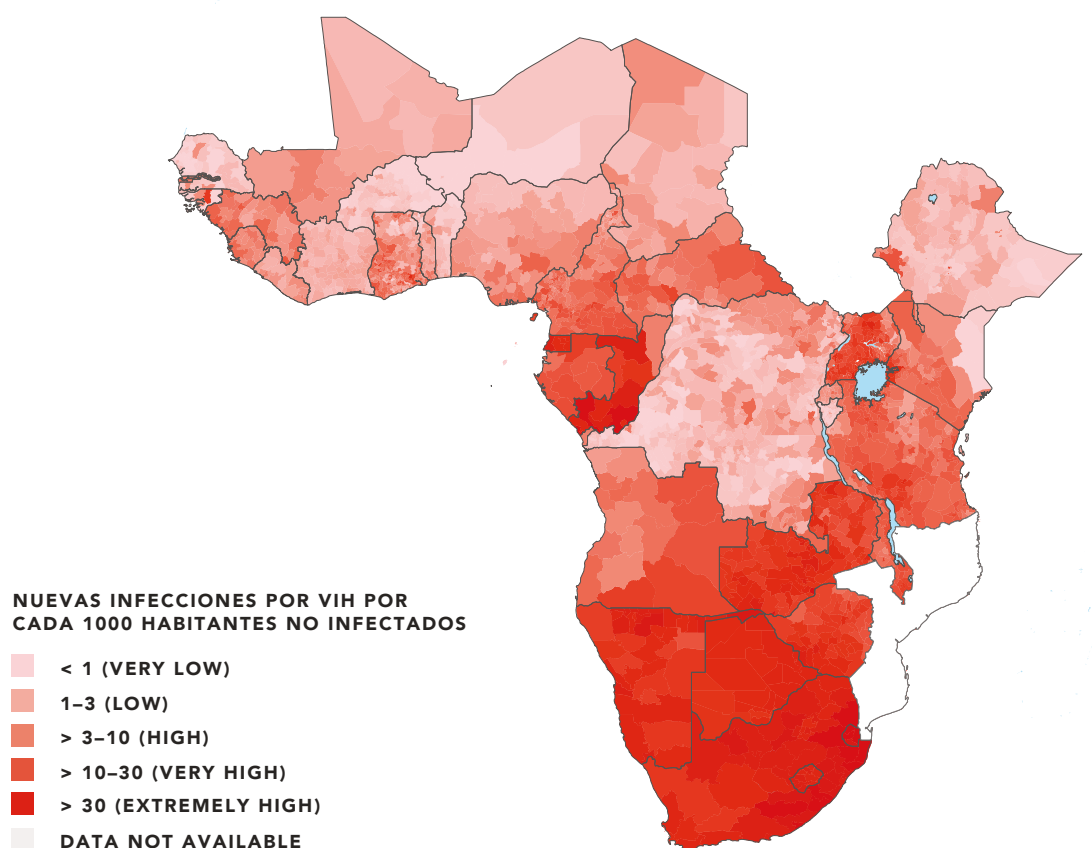 NUEVAS INFECCIONES POR VIH POR
CADA 1000 HABITANTES NO INFECTADOS
< 1 (VERY LOW)
1–3 (LOW)
> 3–10 (HIGH)
> 10–30 (VERY HIGH)
> 30 (EXTREMELY HIGH)
DATA NOT AVAILABLE